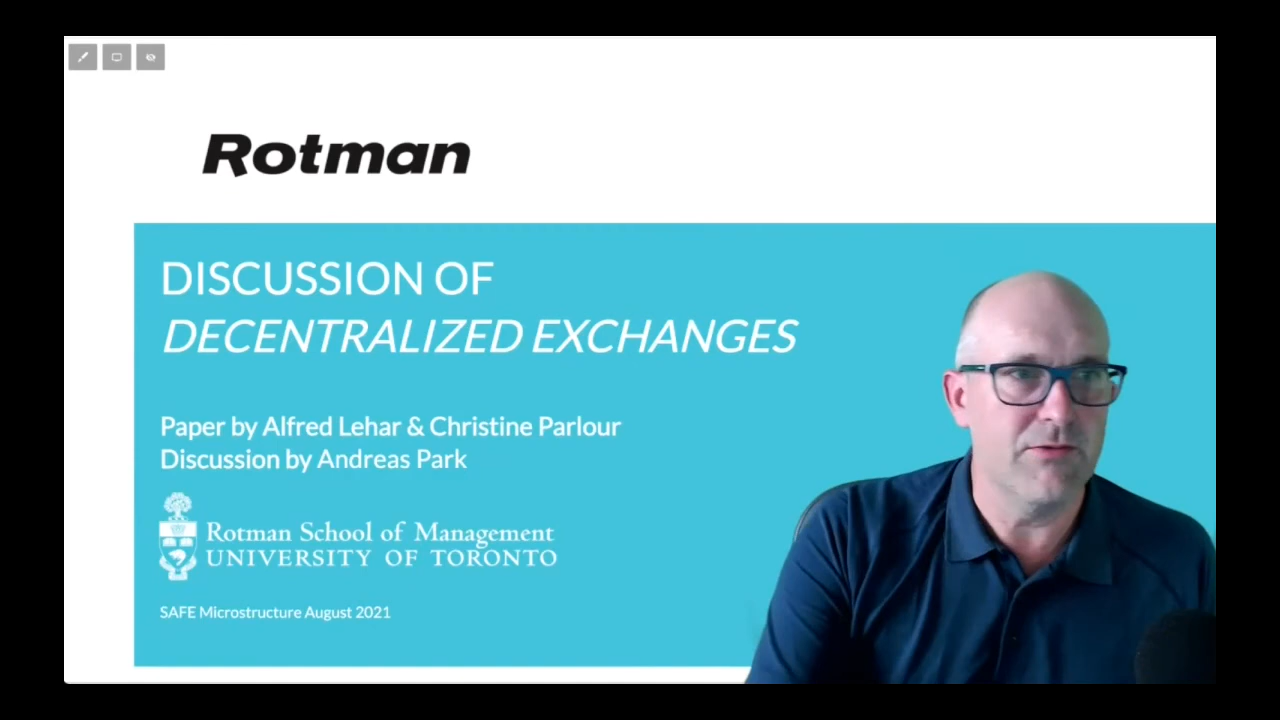 Rotman
DISCUSSION OF
DECENTRALIZED EXCHANGES
Paper by Alfred Lehar & Christine Parlour
Discussion by Andreas Park
Rotman School of Management
UNIVERSITY OF TORONTO
SAFE Microstructure August 2021